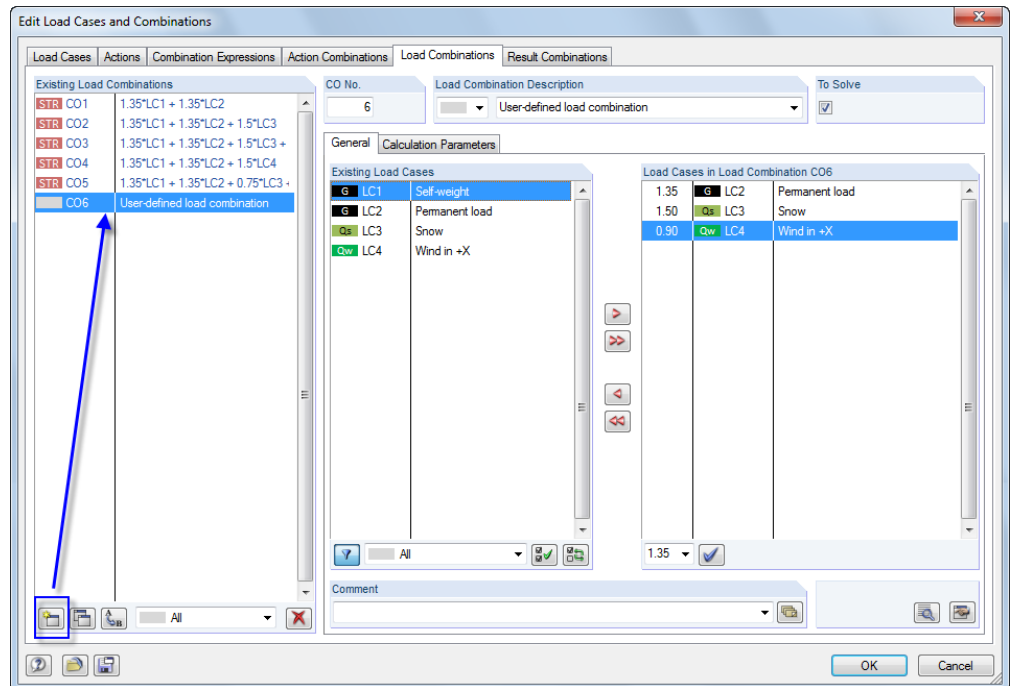 Edit Load Cases and Combinations
Load Cases Actions Combination Expressions Action Combinations Load Combinations Result Combinations
Existing Load Combinations
STR CO1 1.35*LC1 + 1.35*LC2
STR CO2 1.35*LC1 + 1.35*LC2 + 1.5*LC3
STR CO3 1.35*LC1 + 1.35*LC2 + 1.5*LC3 +
STR CO4 1.35*LC1 + 1.35*LC2 + 1.5*LC4
STR CO5 1.35*LC1 + 1.35*LC2 + 0.75*LC3 +
CO6 User-defined load combination
All
CO No.
6
Load Combination Description
User-defined load combination
To Solve
General Calculation Parameters
Existing Load Cases
G LC1 Self-weight
G LC2 Permanent load
Qs LC3 Snow
Qw LC4 Wind in +X
All
Load Cases in Load Combination CO6
1.35 G LC2 Permanent load
1.50 Qs LC3 Snow
0.90 Qw LC4 Wind in +X
1.35
Comment
OK Cancel